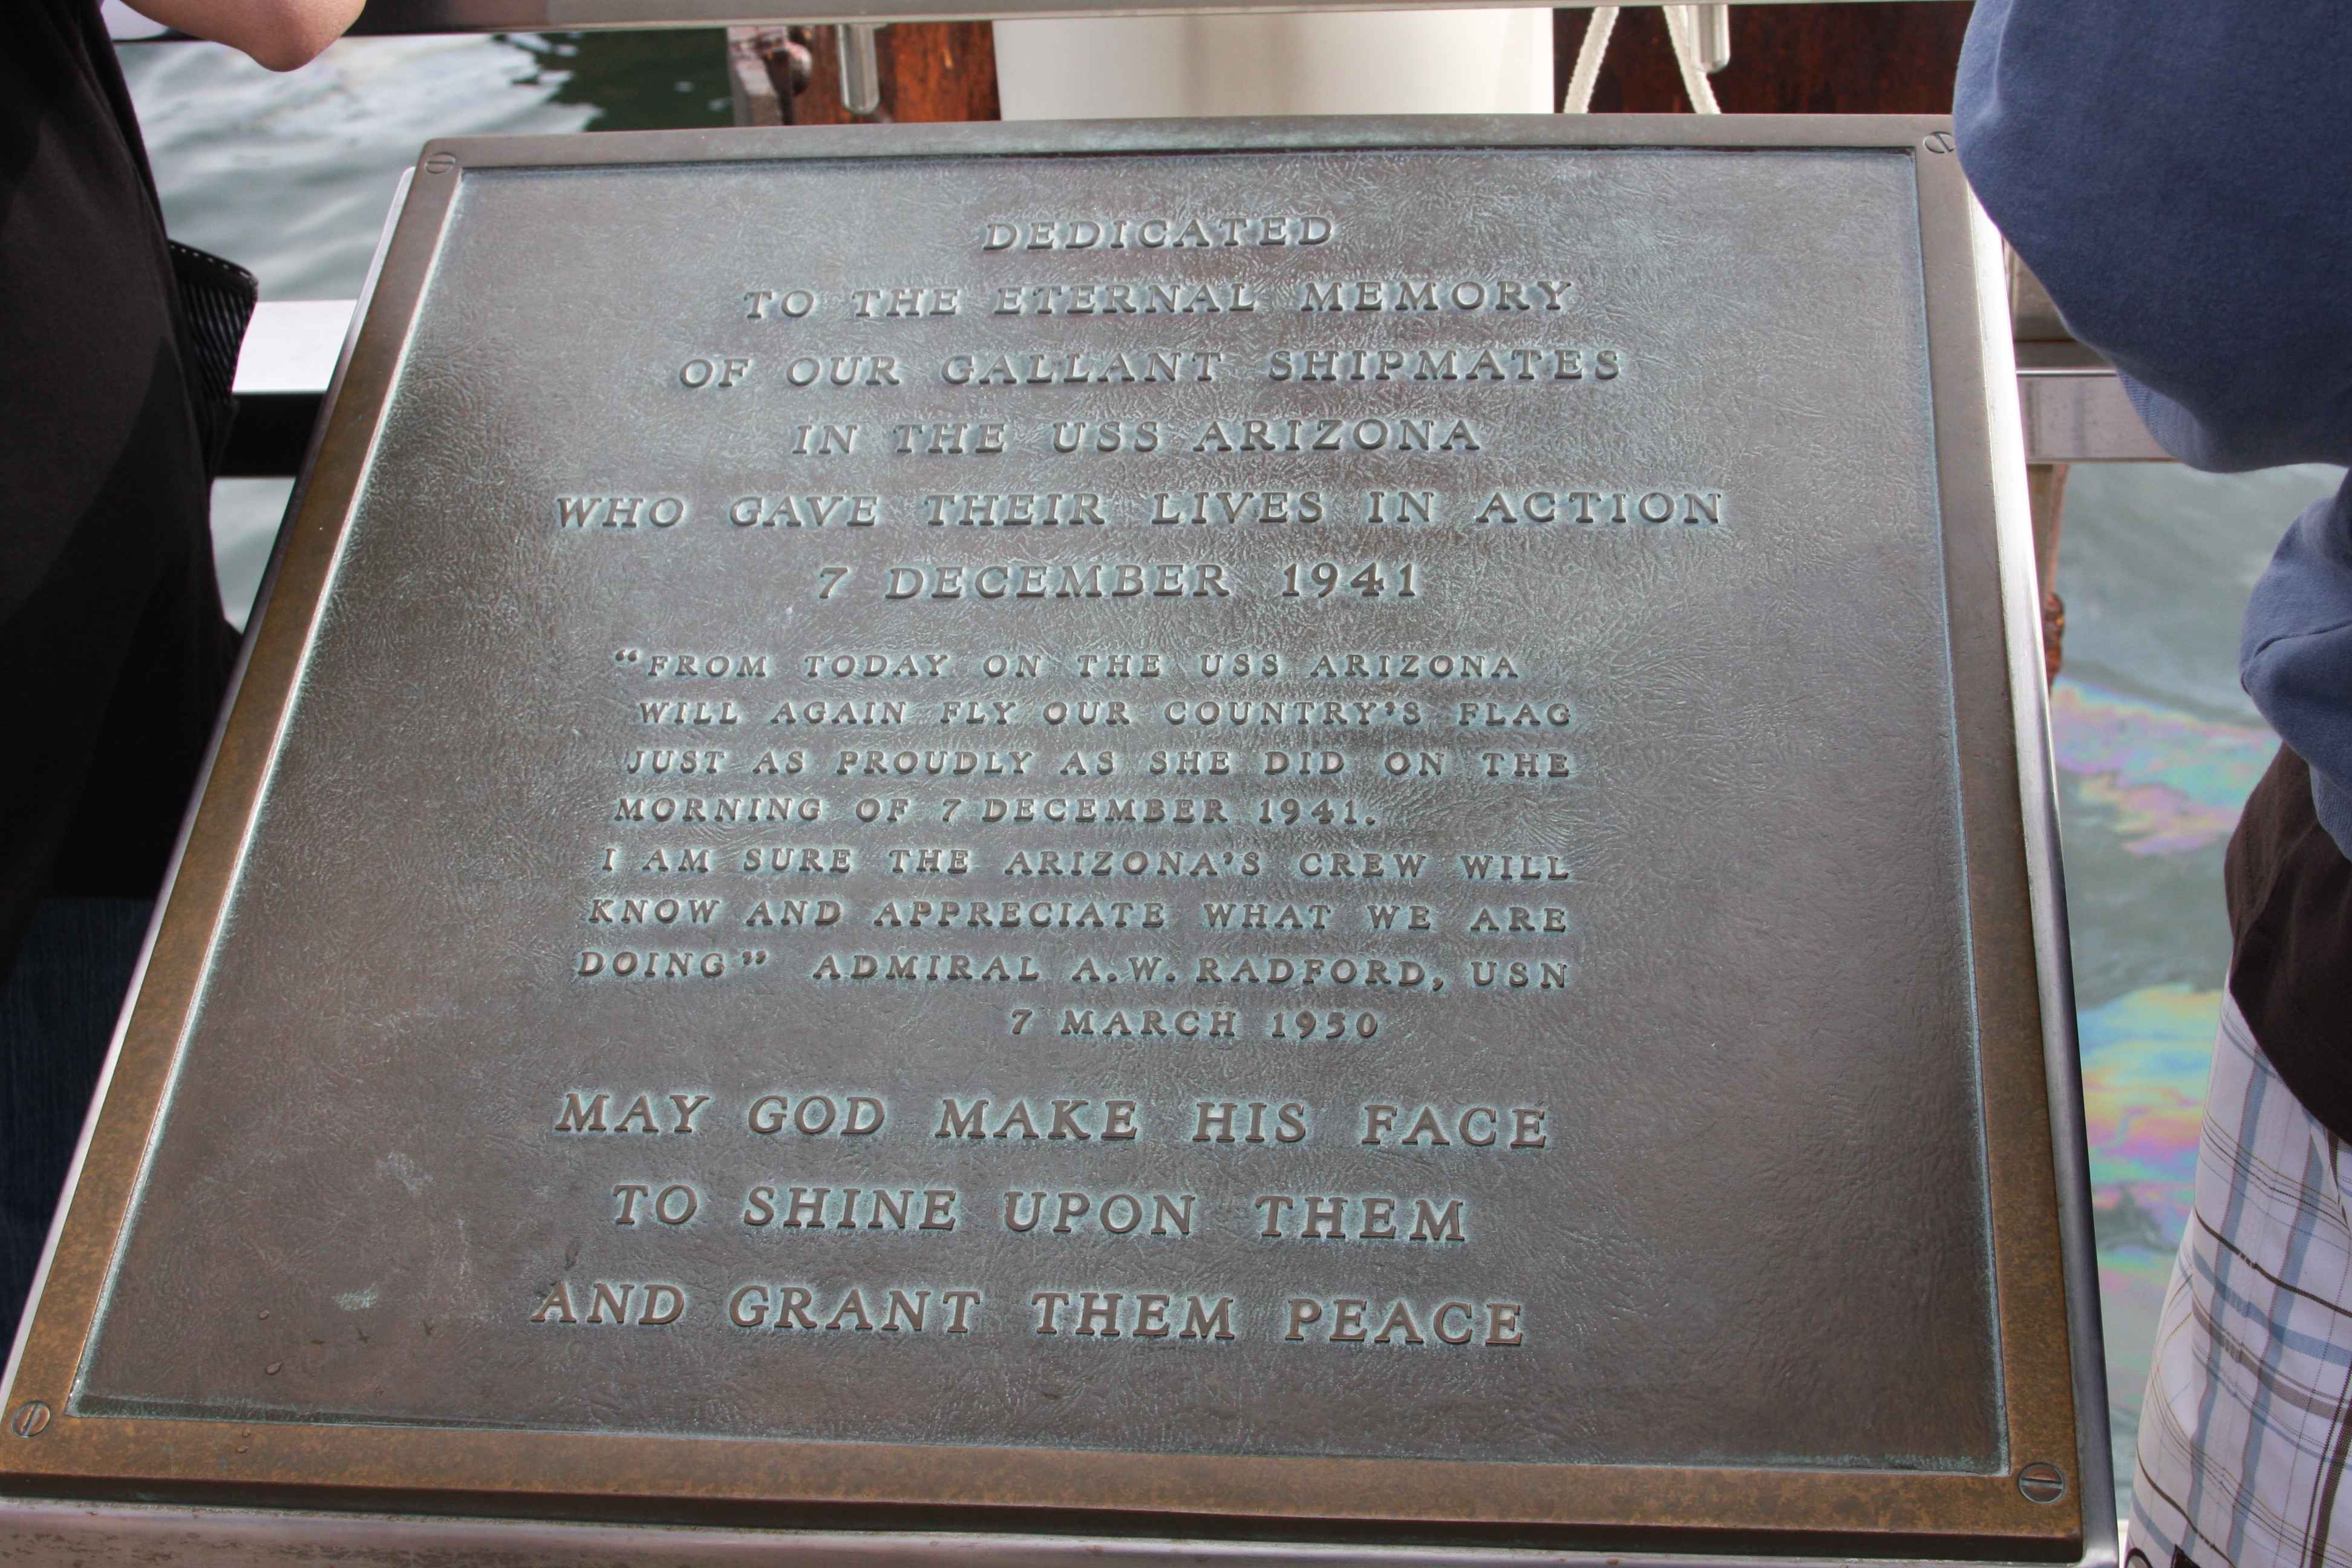 DEDICATED
TO THE ETERNAL MEMORY
OF OUR GALLANT SHIPMATES
IN THE USS ARIZONA
WHO GAVE THEIR LIVES IN ACTION
7 DECEMBER 1941
“FROM TODAY ON THE USS ARIZONA
WILL AGAIN FLY OUR COUNTRY’S FLAG
JUST AS PROUDLY AS SHE DID ON THE
MORNING OF 7 DECEMBER 1941.
I AM SURE THE ARIZONA’S CREW WILL
KNOW AND APPRECIATE WHAT WE ARE
DOING” ADMIRAL A.W. RADFORD, USN
7 MARCH 1950
MAY GOD MAKE HIS FACE
TO SHINE UPON THEM
AND GRANT THEM PEACE